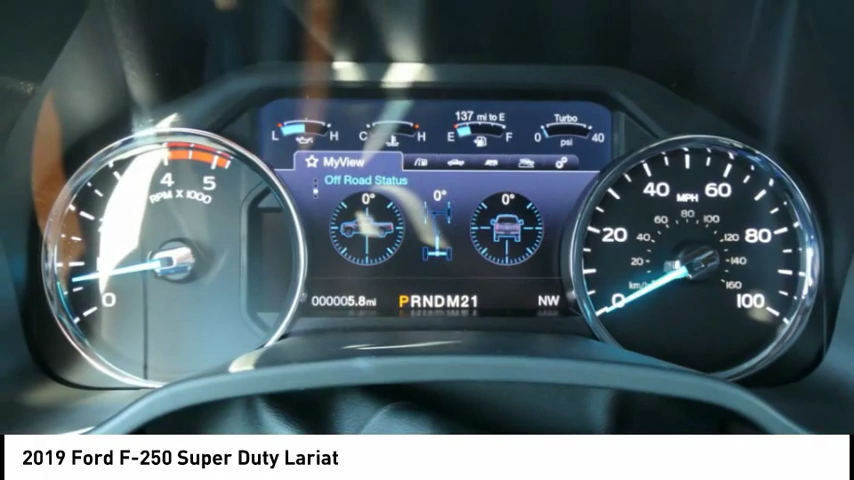 137 mi to E
Turbo
L H C H E F 0 40
psi
MyView
Off Road Status
0° 0° 0°
4 5
RPM X 1000
0
000005.8mi PRNDM21 NW
0 20 40 60 80 100
MPH
20 40 60 80 100 120 140 160
km/h
2019 Ford F-250 Super Duty Lariat